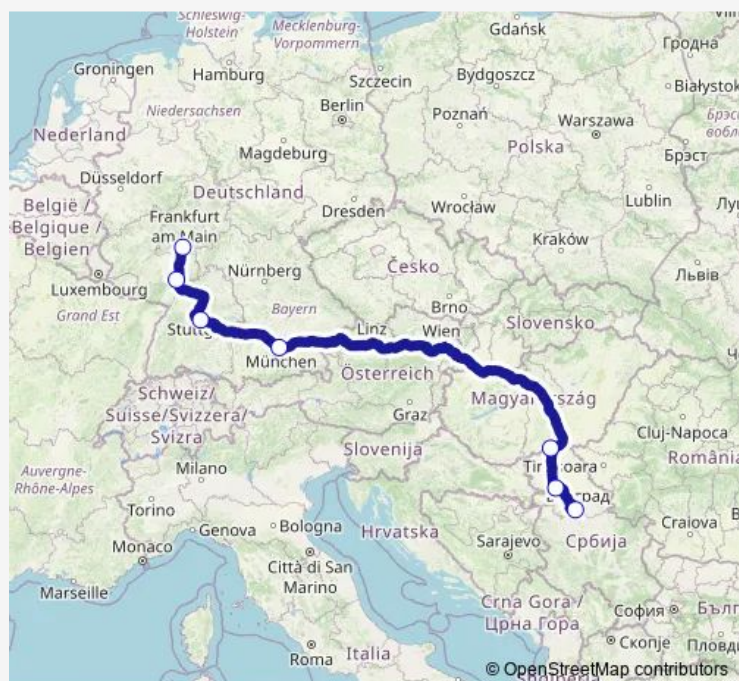 Schleswig-
Holstein
Mecklenburg-
Vorpommern
Gdańsk
Гродна
Groningen
Hamburg
Szczecin
Bydgoszcz
Białystok
Niedersachsen
Berlin
Poznań
Warszawa
Nederland
Magdeburg
Polska
Брэст
Düsseldorf
België /
Belgique /
Belgien
Deutschland
Dresden
Wrocław
Lublin
Frankfurt
am Main
Kraków
Luxembourg
Nürnberg
Česko
Львів
Grand Est
Bayern
Brno
Slovensko
Linz
Wien
München
Österreich
Schweiz/
Suisse/Svizzera/
Svizra
Graz
Cluj-Napoca
Slovenija
România
Auvergne-
Rhône-Alpes
Milano
Torino
Hrvatska
Craiova
Genova
Bologna
Србија
Monaco
Città di San
Marino
Sarajevo
Marseille
Crna Gora /
Црна Гора
София
Скопје
Roma
Italia
© OpenStreetMap contributors